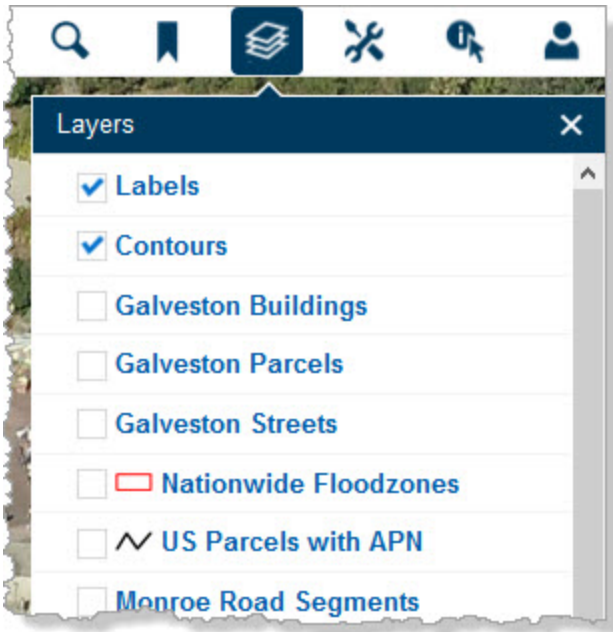 Layers
Labels
Contours
Galveston Buildings
Galveston Parcels
Galveston Streets
Nationwide Floodzones
US Parcels with APN
Monroe Road Segments